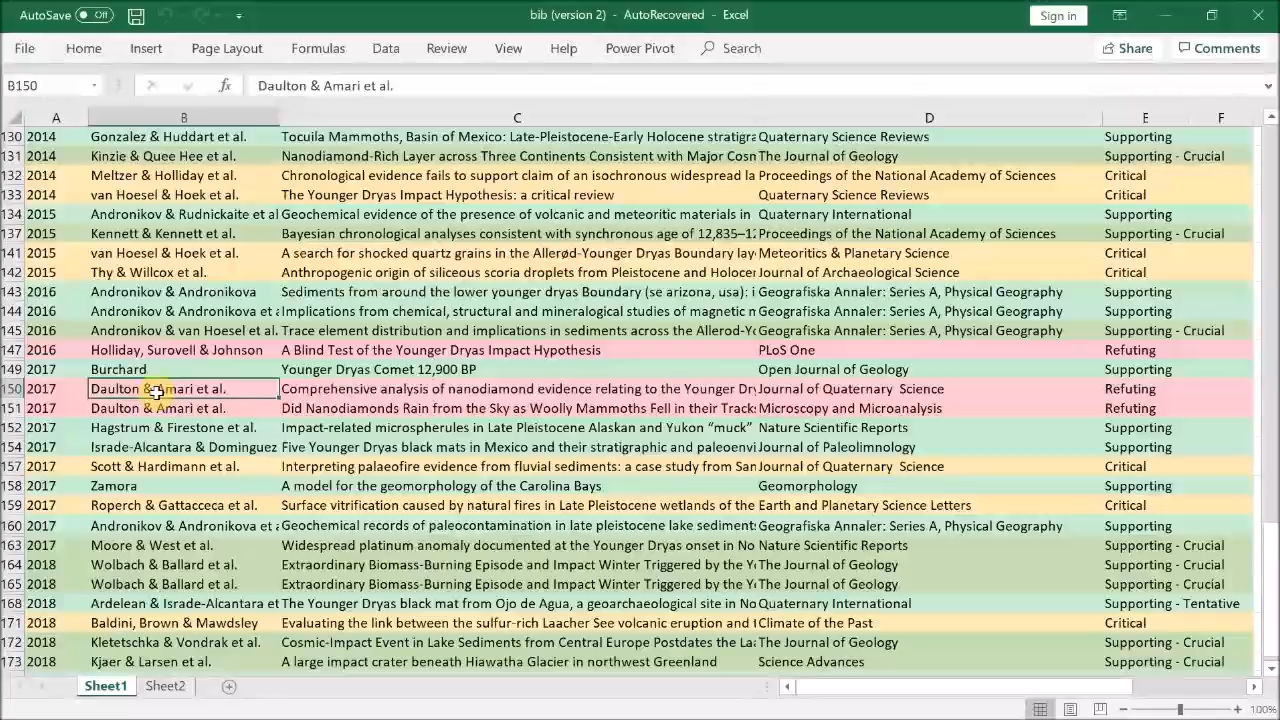 AutoSave Off bib (version 2) - AutoRecovered - Excel Sign in
File Home Insert Page Layout Formulas Data Review View Help Power Pivot Search Share Comments
B150 fx Daulton & Amari et al.
A B C D E F
130 2014 Gonzalez & Huddart et al. Tocuila Mammoths, Basin of Mexico: Late-Pleistocene-Early Holocene stratigra Quaternary Science Reviews Supporting
131 2014 Kinzie & Quee Hee et al. Nanodiamond-Rich Layer across Three Continents Consistent with Major Cosn The Journal of Geology Supporting - Crucial
132 2014 Meltzer & Holliday et al. Chronological evidence fails to support claim of an isochronous widespread la Proceedings of the National Academy of Sciences Critical
133 2014 van Hoesel & Hoek et al. The Younger Dryas Impact Hypothesis: a critical review Quaternary Science Reviews Critical
134 2015 Andronikov & Rudnickaite et al Geochemical evidence of the presence of volcanic and meteoritic materials in Quaternary International Supporting
137 2015 Kennett & Kennett et al. Bayesian chronological analyses consistent with synchronous age of 12,835–12 Proceedings of the National Academy of Sciences Supporting - Crucial
141 2015 van Hoesel & Hoek et al. A search for shocked quartz grains in the Allerød-Younger Dryas Boundary lay Meteoritics & Planetary Science Critical
142 2015 Thy & Willcox et al. Anthropogenic origin of siliceous scoria droplets from Pleistocene and Holoce Journal of Archaeological Science Critical
143 2016 Andronikov & Andronikova Sediments from around the lower younger dryas Boundary (se arizona, usa): i Geografiska Annaler: Series A, Physical Geography Supporting
144 2016 Andronikov & Andronikova et a Implications from chemical, structural and mineralogical studies of magnetic n Geografiska Annaler: Series A, Physical Geography Supporting
145 2016 Andronikov & van Hoesel et al. Trace element distribution and implications in sediments across the Allerod-Yo Geografiska Annaler: Series A, Physical Geography Supporting - Crucial
147 2016 Holliday, Surovell & Johnson A Blind Test of the Younger Dryas Impact Hypothesis PLoS One Refuting
149 2017 Burchard Younger Dryas Comet 12,900 BP Open Journal of Geology Supporting
150 2017 Daulton & Amari et al. Comprehensive analysis of nanodiamond evidence relating to the Younger Dry Journal of Quaternary Science Refuting
151 2017 Daulton & Amari et al. Did Nanodiamonds Rain from the Sky as Woolly Mammoths Fell in their Track: Microscopy and Microanalysis Refuting
152 2017 Hagstrum & Firestone et al. Impact-related microspherules in Late Pleistocene Alaskan and Yukon “muck” Nature Scientific Reports Supporting
154 2017 Israde-Alcantara & Dominguez Five Younger Dryas black mats in Mexico and their stratigraphic and paleoenvi Journal of Paleolimnology Supporting
157 2017 Scott & Hardimann et al. Interpreting palaeofire evidence from fluvial sediments: a case study from San Journal of Quaternary Science Critical
158 2017 Zamora A model for the geomorphology of the Carolina Bays Geomorphology Supporting
159 2017 Roperch & Gattacceca et al. Surface vitrification caused by natural fires in Late Pleistocene wetlands of the Earth and Planetary Science Letters Critical
160 2017 Andronikov & Andronikova et a Geochemical records of paleocontamination in late pleistocene lake sediment: Geografiska Annaler: Series A, Physical Geography Supporting
163 2017 Moore & West et al. Widespread platinum anomaly documented at the Younger Dryas onset in No Nature Scientific Reports Supporting - Crucial
164 2018 Wolbach & Ballard et al. Extraordinary Biomass-Burning Episode and Impact Winter Triggered by the Y Journal of Geology Supporting - Crucial
165 2018 Wolbach & Ballard et al. Extraordinary Biomass-Burning Episode and Impact Winter Triggered by the Y The Journal of Geology Supporting - Crucial
168 2018 Ardelean & Israde-Alcantara et The Younger Dryas black mat from Ojo de Agua, a geoarchaeological site in No Quaternary International Supporting - Tentative
171 2018 Baldini, Brown & Mawdsley Evaluating the link between the sulfur-rich Laacher See volcanic eruption and t Climate of the Past Critical
172 2018 Kletetschka & Vondrak et al. Cosmic-Impact Event in Lake Sediments from Central Europe Postdates the La The Journal of Geology Supporting - Crucial
173 2018 Kjaer & Larsen et al. A large impact crater beneath Hiawatha Glacier in northwest Greenland Science Advances Supporting - Crucial
Sheet1 Sheet2
100%